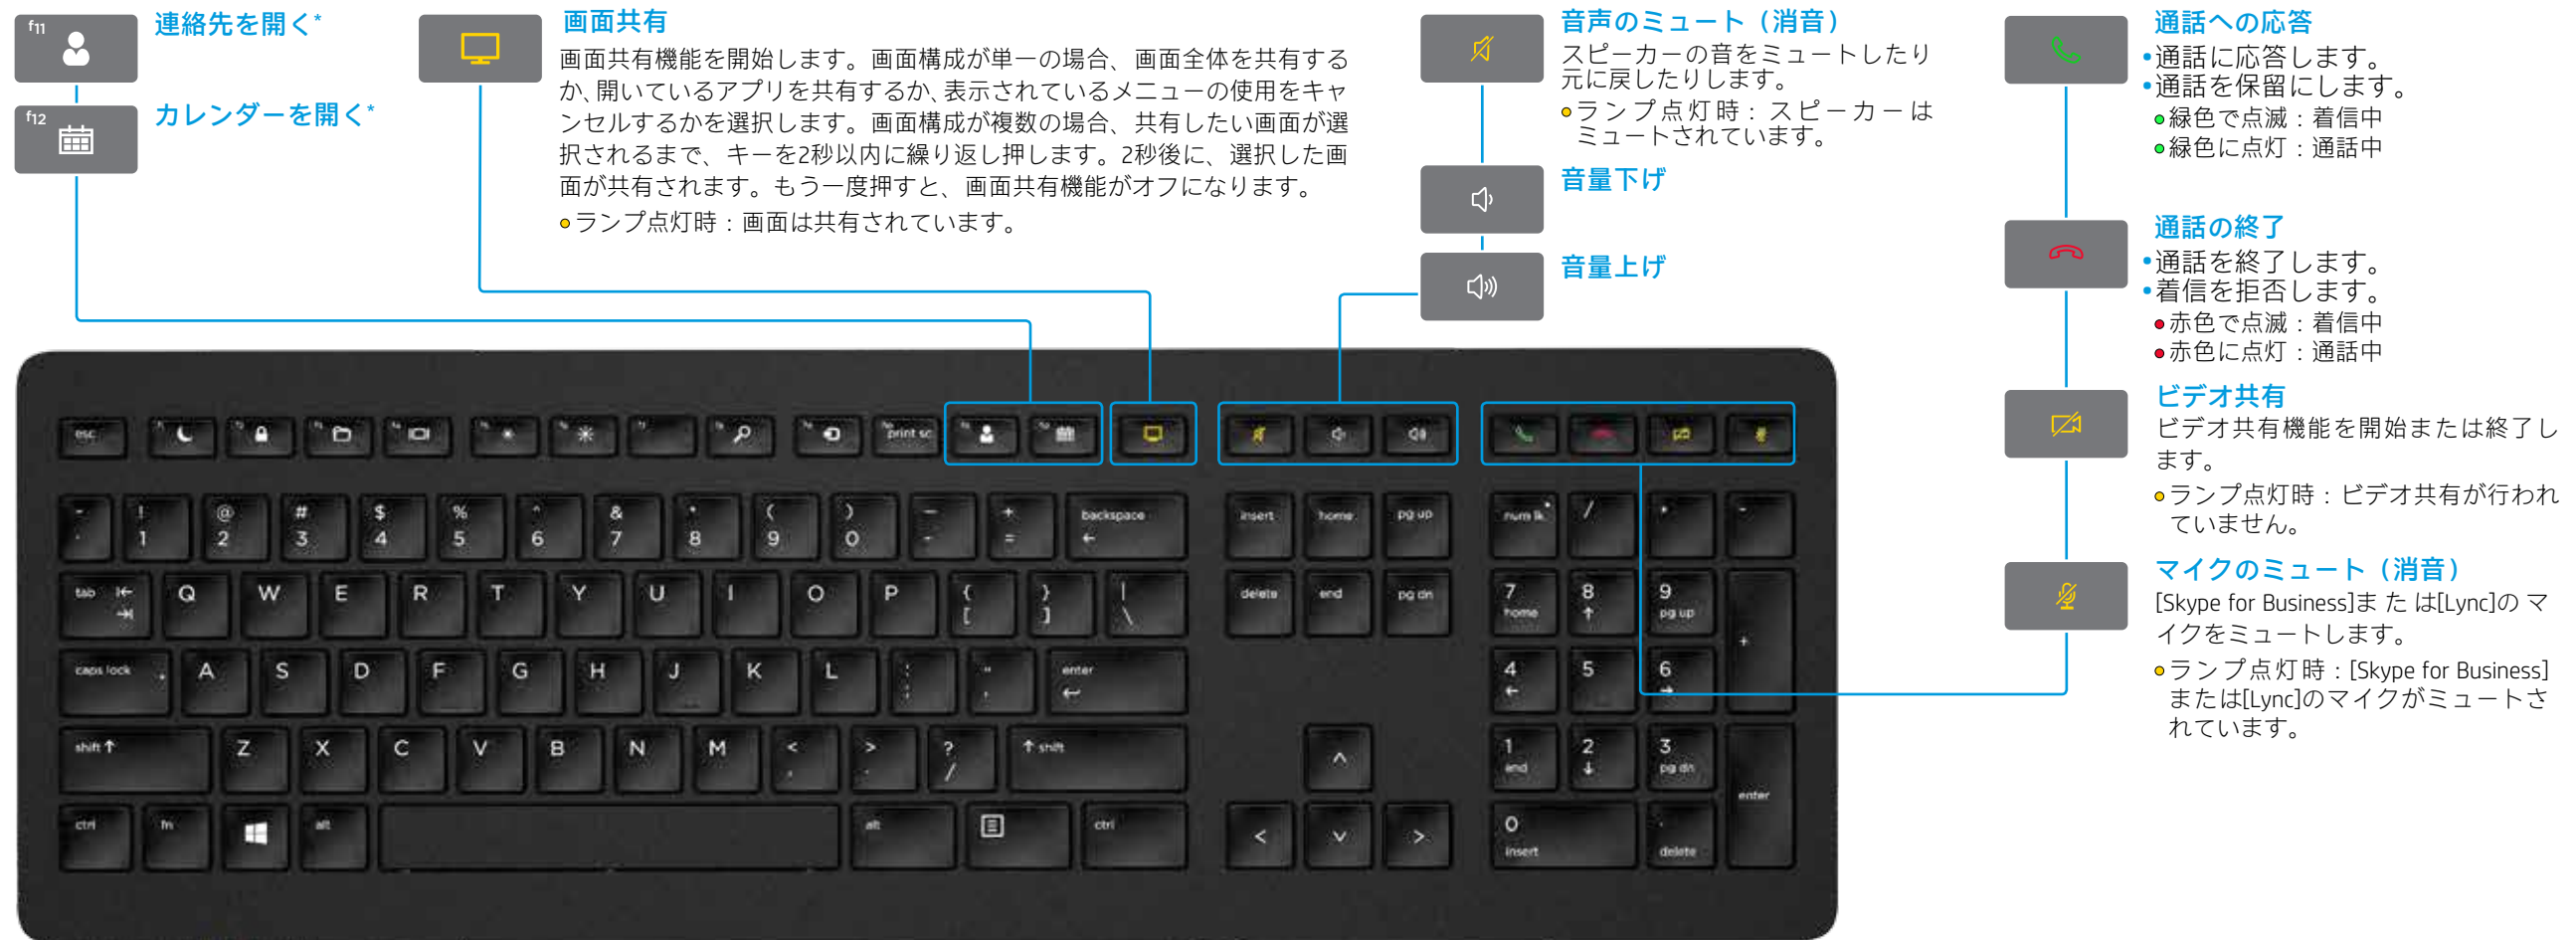 f11
連絡先を開く*
f12
カレンダーを開く*
画面共有
画面共有機能を開始します。画面構成が単一の場合、画面全体を共有する
か、開いているアプリを共有するか、表示されているメニューの使用をキャ
ンセルするかを選択します。画面構成が複数の場合、共有したい画面が選
択されるまで、キーを2秒以内に繰り返し押します。2秒後に、選択した画
面が共有されます。もう一度押すと、画面共有機能がオフになります。
ランプ点灯時：画面は共有されています。
音声のミュート（消音）
スピーカーの音をミュートしたり
元に戻したりします。
ランプ点灯時：スピーカーは
ミュートされています。
音量下げ
音量上げ
通話への応答
•通話に応答します。
•通話を保留にします。
緑色で点滅：着信中
緑色に点灯：通話中
通話の終了
•通話を終了します。
•着信を拒否します。
赤色で点滅：着信中
赤色に点灯：通話中
ビデオ共有
ビデオ共有機能を開始または終了し
ます。
ランプ点灯時：ビデオ共有が行われ
ていません。
マイクのミュート（消音）
[Skype for Business]または[Lync]のマ
イクをミュートします。
ランプ点灯時：[Skype for Business]
または[Lync]のマイクがミュートさ
れています。
esc print sc
! @ # $ % ^ & * ( ) — + backspace
1 2 3 4 5 6 7 8 9 0 - = ←
insert home pg up num lk / * -
tab Q W E R T Y U I O P { } |
[ ] \
delete end pg dn 7 8 9 +
home ↑ pg up
caps lock A S D F G H J K L : " enter
; '
4 5 6
← →
shift ↑ Z X C V B N M < > ? ↑ shift
, . /
^ 1 2 3 enter
end ↓ pg dn
ctrl fn alt alt ctrl
< v > 0 .
insert delete